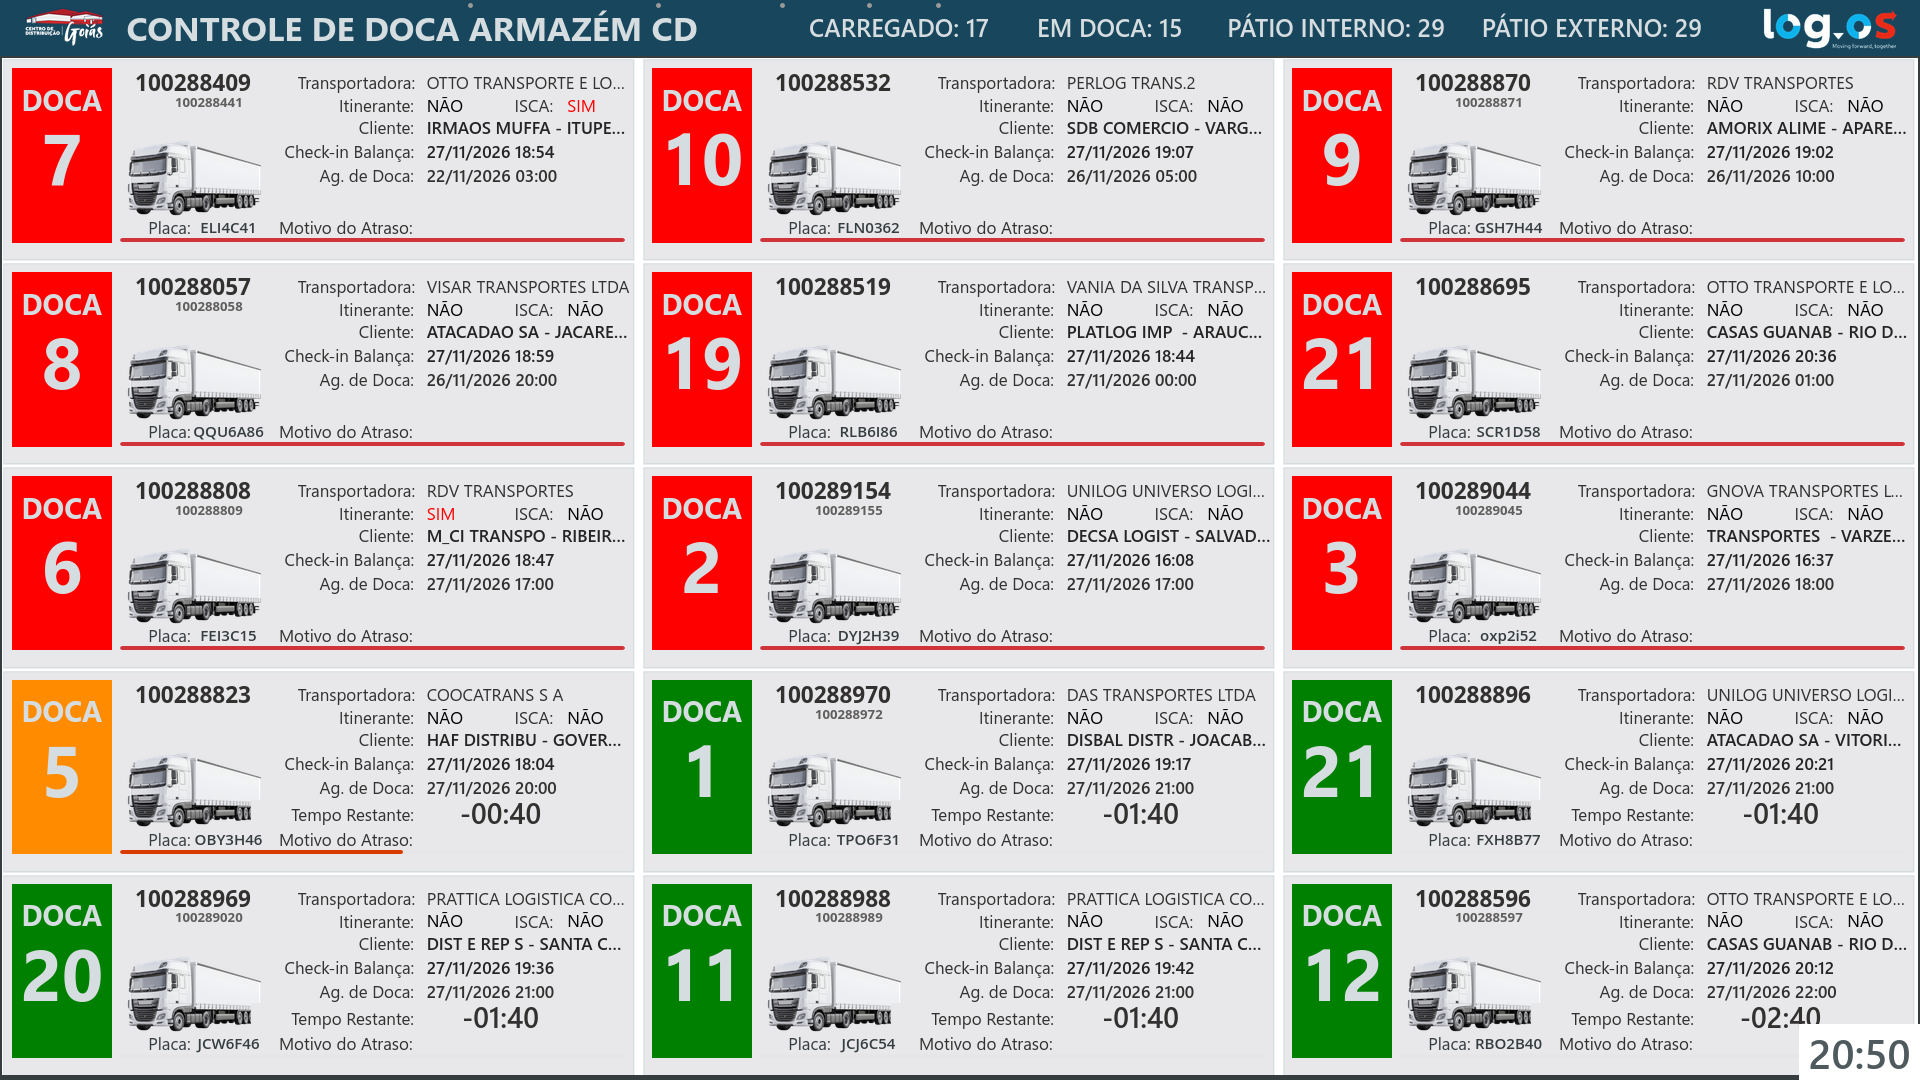 CENTRO DE DISTRIBUIÇÃO Goiás
CONTROLE DE DOCA ARMAZÉM CD
CARREGADO: 17 EM DOCA: 15 PÁTIO INTERNO: 29 PÁTIO EXTERNO: 29
log.os
Moving forward, together
DOCA
7
100288409
100288441
Transportadora: OTTO TRANSPORTE E LO...
Itinerante: NÃO ISCA: SIM
Cliente: IRMAOS MUFFA - ITUPE...
Check-in Balança: 27/11/2026 18:54
Ag. de Doca: 22/11/2026 03:00
Placa: ELI4C41 Motivo do Atraso:
DOCA
10
100288532
Transportadora: PERLOG TRANS.2
Itinerante: NÃO ISCA: NÃO
Cliente: SDB COMERCIO - VARG...
Check-in Balança: 27/11/2026 19:07
Ag. de Doca: 26/11/2026 05:00
Placa: FLN0362 Motivo do Atraso:
DOCA
9
100288870
100288871
Transportadora: RDV TRANSPORTES
Itinerante: NÃO ISCA: NÃO
Cliente: AMORIX ALIME - APARE...
Check-in Balança: 27/11/2026 19:02
Ag. de Doca: 26/11/2026 10:00
Placa: GSH7H44 Motivo do Atraso:
DOCA
8
100288057
100288058
Transportadora: VISAR TRANSPORTES LTDA
Itinerante: NÃO ISCA: NÃO
Cliente: ATACADAO SA - JACARE...
Check-in Balança: 27/11/2026 18:59
Ag. de Doca: 26/11/2026 20:00
Placa: QQU6A86 Motivo do Atraso:
DOCA
19
100288519
Transportadora: VANIA DA SILVA TRANSP...
Itinerante: NÃO ISCA: NÃO
Cliente: PLATLOG IMP - ARAUC...
Check-in Balança: 27/11/2026 18:44
Ag. de Doca: 27/11/2026 00:00
Placa: RLB6I86 Motivo do Atraso:
DOCA
21
100288695
Transportadora: OTTO TRANSPORTE E LO...
Itinerante: NÃO ISCA: NÃO
Cliente: CASAS GUANAB - RIO D...
Check-in Balança: 27/11/2026 20:36
Ag. de Doca: 27/11/2026 01:00
Placa: SCR1D58 Motivo do Atraso:
DOCA
6
100288808
100288809
Transportadora: RDV TRANSPORTES
Itinerante: SIM ISCA: NÃO
Cliente: M_CI TRANSPO - RIBEIR...
Check-in Balança: 27/11/2026 18:47
Ag. de Doca: 27/11/2026 17:00
Placa: FEI3C15 Motivo do Atraso:
DOCA
2
100289154
100289155
Transportadora: UNILOG UNIVERSO LOGI...
Itinerante: NÃO ISCA: NÃO
Cliente: DECSA LOGIST - SALVAD...
Check-in Balança: 27/11/2026 16:08
Ag. de Doca: 27/11/2026 17:00
Placa: DYJ2H39 Motivo do Atraso:
DOCA
3
100289044
100289045
Transportadora: GNOVA TRANSPORTES L...
Itinerante: NÃO ISCA: NÃO
Cliente: TRANSPORTES - VARZE...
Check-in Balança: 27/11/2026 16:37
Ag. de Doca: 27/11/2026 18:00
Placa: oxp2i52 Motivo do Atraso:
DOCA
5
100288823
Transportadora: COOCATRANS S A
Itinerante: NÃO ISCA: NÃO
Cliente: HAF DISTRIBU - GOVER...
Check-in Balança: 27/11/2026 18:04
Ag. de Doca: 27/11/2026 20:00
Tempo Restante: -00:40
Placa: OBY3H46 Motivo do Atraso:
DOCA
1
100288970
100288972
Transportadora: DAS TRANSPORTES LTDA
Itinerante: NÃO ISCA: NÃO
Cliente: DISBAL DISTR - JOACAB...
Check-in Balança: 27/11/2026 19:17
Ag. de Doca: 27/11/2026 21:00
Tempo Restante: -01:40
Placa: TPO6F31 Motivo do Atraso:
DOCA
21
100288896
Transportadora: UNILOG UNIVERSO LOGI...
Itinerante: NÃO ISCA: NÃO
Cliente: ATACADAO SA - VITORI...
Check-in Balança: 27/11/2026 20:21
Ag. de Doca: 27/11/2026 21:00
Tempo Restante: -01:40
Placa: FXH8B77 Motivo do Atraso:
DOCA
20
100288969
100289020
Transportadora: PRATTICA LOGISTICA CO...
Itinerante: NÃO ISCA: NÃO
Cliente: DIST E REP S - SANTA C...
Check-in Balança: 27/11/2026 19:36
Ag. de Doca: 27/11/2026 21:00
Tempo Restante: -01:40
Placa: JCW6F46 Motivo do Atraso:
DOCA
11
100288988
100288989
Transportadora: PRATTICA LOGISTICA CO...
Itinerante: NÃO ISCA: NÃO
Cliente: DIST E REP S - SANTA C...
Check-in Balança: 27/11/2026 19:42
Ag. de Doca: 27/11/2026 21:00
Tempo Restante: -01:40
Placa: JCJ6C54 Motivo do Atraso:
DOCA
12
100288596
100288597
Transportadora: OTTO TRANSPORTE E LO...
Itinerante: NÃO ISCA: NÃO
Cliente: CASAS GUANAB - RIO D...
Check-in Balança: 27/11/2026 20:12
Ag. de Doca: 27/11/2026 22:00
Tempo Restante: -02:40
Placa: RBO2B40 Motivo do Atraso:
20:50